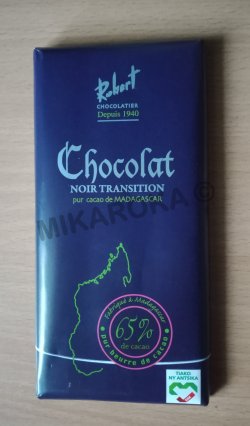 Robert
CHOCOLATIER
Depuis 1940
Chocolat
NOIR TRANSITION
pur cacao de MADAGASCAR
MIKAROKA ©
Fabriqué à Madagascar
65%
de cacao
pur beurre de cacao
TIAKO
NY ANTSIKA